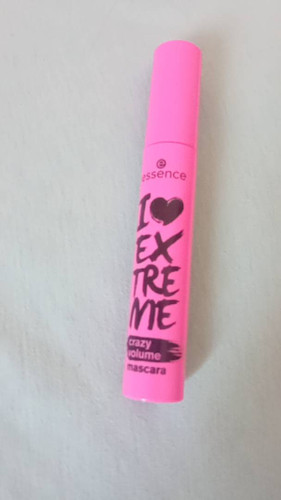 essence
I ♥
EX
TRE
ME
crazy
volume
mascara